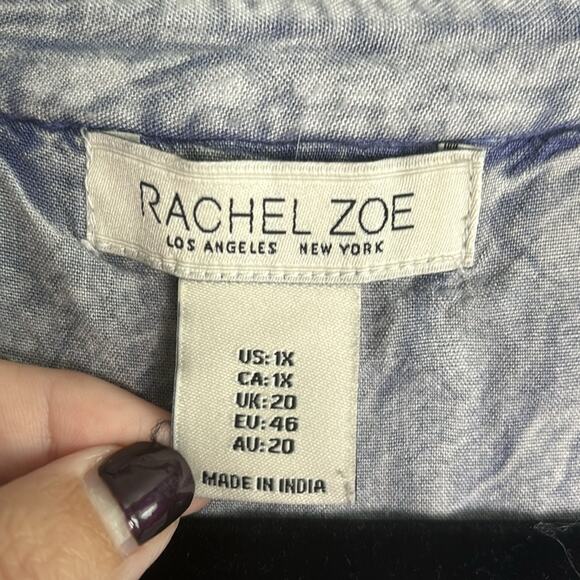 RACHEL ZOE
LOS ANGELES NEW YORK
US: 1X
CA: 1X
UK: 20
EU: 46
AU: 20
MADE IN INDIA